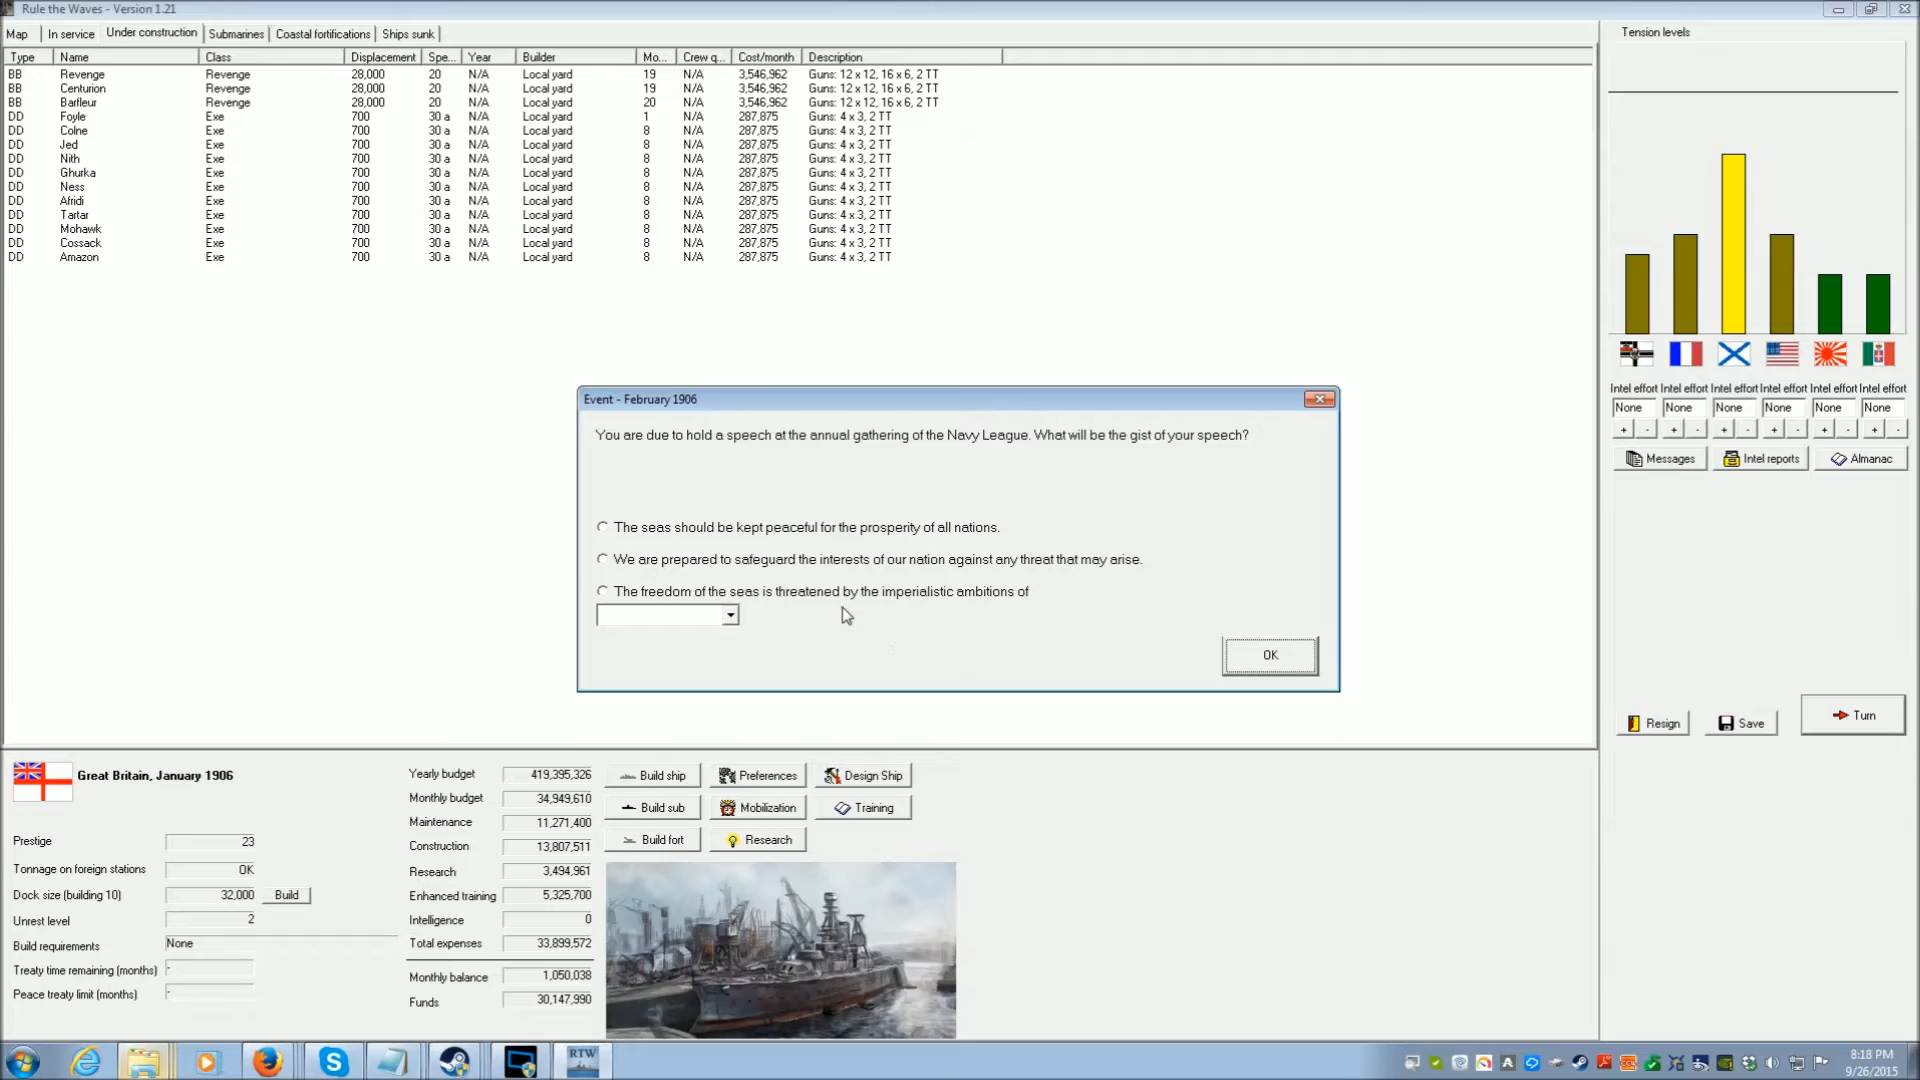 Rule the Waves - Version 1.21
Map In service Under construction Submarines Coastal fortifications Ships sunk
Type Name Class Displacement Spe... Year Builder Mo... Crew q... Cost/month Description
BB Revenge Revenge 28,000 20 N/A Local yard 19 N/A 3,546,962 Guns: 12 x 12, 16 x 6, 2 TT
BB Centurion Revenge 28,000 20 N/A Local yard 19 N/A 3,546,962 Guns: 12 x 12, 16 x 6, 2 TT
BB Barfleur Revenge 28,000 20 N/A Local yard 20 N/A 3,546,962 Guns: 12 x 12, 16 x 6, 2 TT
DD Foyle Exe 700 30 a N/A Local yard 1 N/A 287,875 Guns: 4 x 3, 2 TT
DD Colne Exe 700 30 a N/A Local yard 8 N/A 287,875 Guns: 4 x 3, 2 TT
DD Jed Exe 700 30 a N/A Local yard 8 N/A 287,875 Guns: 4 x 3, 2 TT
DD Nith Exe 700 30 a N/A Local yard 8 N/A 287,875 Guns: 4 x 3, 2 TT
DD Ghurka Exe 700 30 a N/A Local yard 8 N/A 287,875 Guns: 4 x 3, 2 TT
DD Ness Exe 700 30 a N/A Local yard 8 N/A 287,875 Guns: 4 x 3, 2 TT
DD Afridi Exe 700 30 a N/A Local yard 8 N/A 287,875 Guns: 4 x 3, 2 TT
DD Tartar Exe 700 30 a N/A Local yard 8 N/A 287,875 Guns: 4 x 3, 2 TT
DD Mohawk Exe 700 30 a N/A Local yard 8 N/A 287,875 Guns: 4 x 3, 2 TT
DD Cossack Exe 700 30 a N/A Local yard 8 N/A 287,875 Guns: 4 x 3, 2 TT
DD Amazon Exe 700 30 a N/A Local yard 8 N/A 287,875 Guns: 4 x 3, 2 TT
Tension levels
Intel effort Intel effort Intel effort Intel effort Intel effort Intel effort
None None None None None None
+ - + - + - + - + - + -
Messages Intel reports Almanac
Resign Save Turn
Event - February 1906
You are due to hold a speech at the annual gathering of the Navy League. What will be the gist of your speech?
The seas should be kept peaceful for the prosperity of all nations.
We are prepared to safeguard the interests of our nation against any threat that may arise.
The freedom of the seas is threatened by the imperialistic ambitions of
OK
Great Britain, January 1906
Prestige 23
Tonnage on foreign stations OK
Dock size (building 10) 32,000 Build
Unrest level 2
Build requirements None
Treaty time remaining (months) -
Peace treaty limit (months) -
Yearly budget 419,395,326
Monthly budget 34,949,610
Maintenance 11,271,400
Construction 13,807,511
Research 3,494,961
Enhanced training 5,325,700
Intelligence 0
Total expenses 33,899,572
Monthly balance 1,050,038
Funds 30,147,990
Build ship Preferences Design Ship
Build sub Mobilization Training
Build fort Research
RTW
8:18 PM
9/26/2015